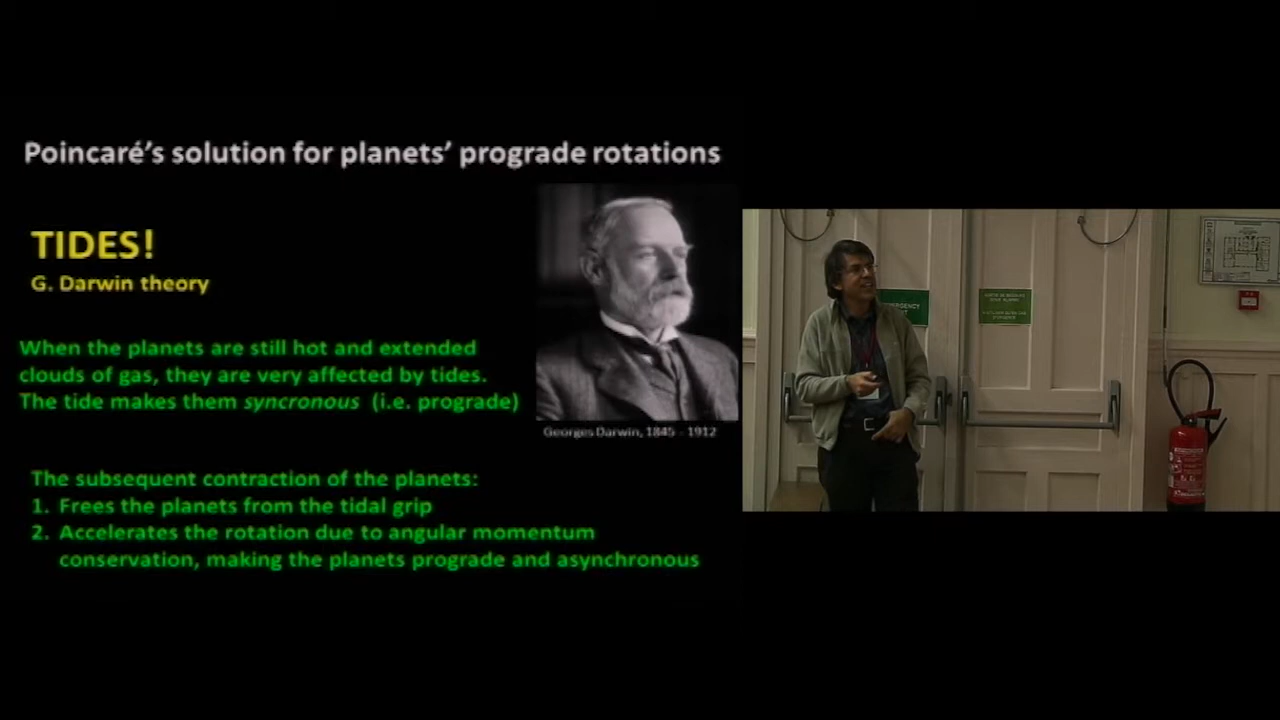 Poincaré's solution for planets' prograde rotations
TIDES!
G. Darwin theory
When the planets are still hot and extended
clouds of gas, they are very affected by tides.
The tide makes them syncronous (i.e. prograde)
Georges Darwin, 1845 - 1912
The subsequent contraction of the planets:
1. Frees the planets from the tidal grip
2. Accelerates the rotation due to angular momentum
conservation, making the planets prograde and asynchronous